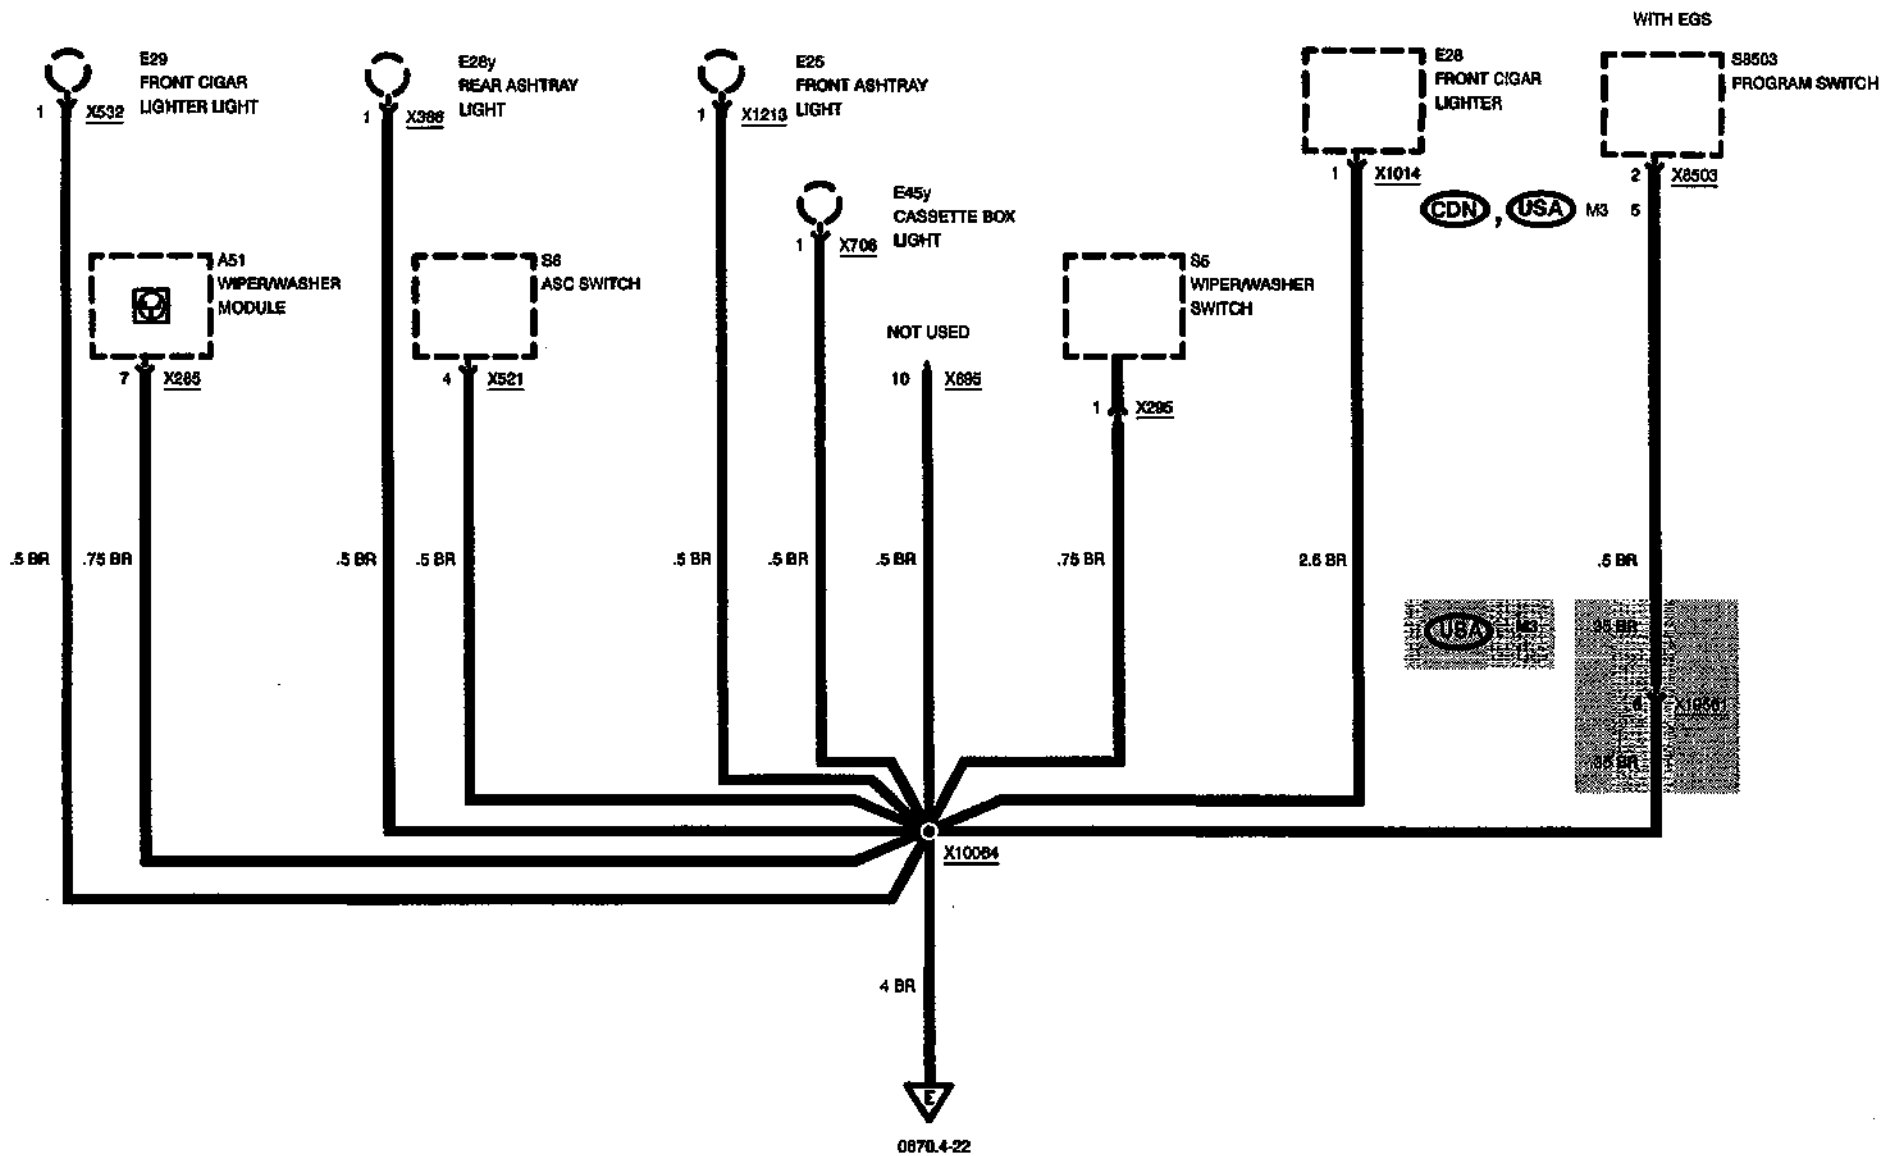 WITH EGS
E29
FRONT CIGAR
LIGHTER LIGHT
1 X532
E28y
REAR ASHTRAY
LIGHT
1 X386
E25
FRONT ASHTRAY
LIGHT
1 X1213
E28
FRONT CIGAR
LIGHTER
1 X1014
S8503
PROGRAM SWITCH
2 X8503
CDN , USA M3 5
E45y
CASSETTE BOX
LIGHT
1 X706
A51
WIPER/WASHER
MODULE
7 X285
S6
ASC SWITCH
4 X521
NOT USED
10 X695
S5
WIPER/WASHER
SWITCH
1 X295
.5 BR
.75 BR
.5 BR
.5 BR
.5 BR
.5 BR
.5 BR
.75 BR
2.5 BR
.5 BR
USA M3
BR
BR
X10064
4 BR
E
0670.4-22